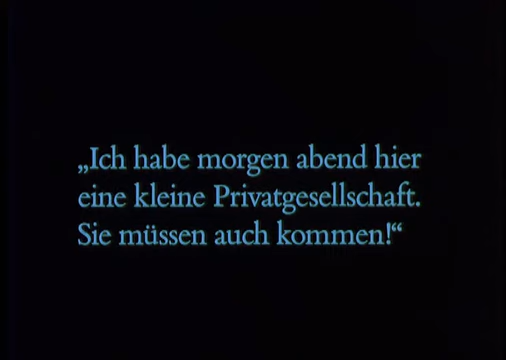 „Ich habe morgen abend hier
eine kleine Privatgesellschaft.
Sie müssen auch kommen!“